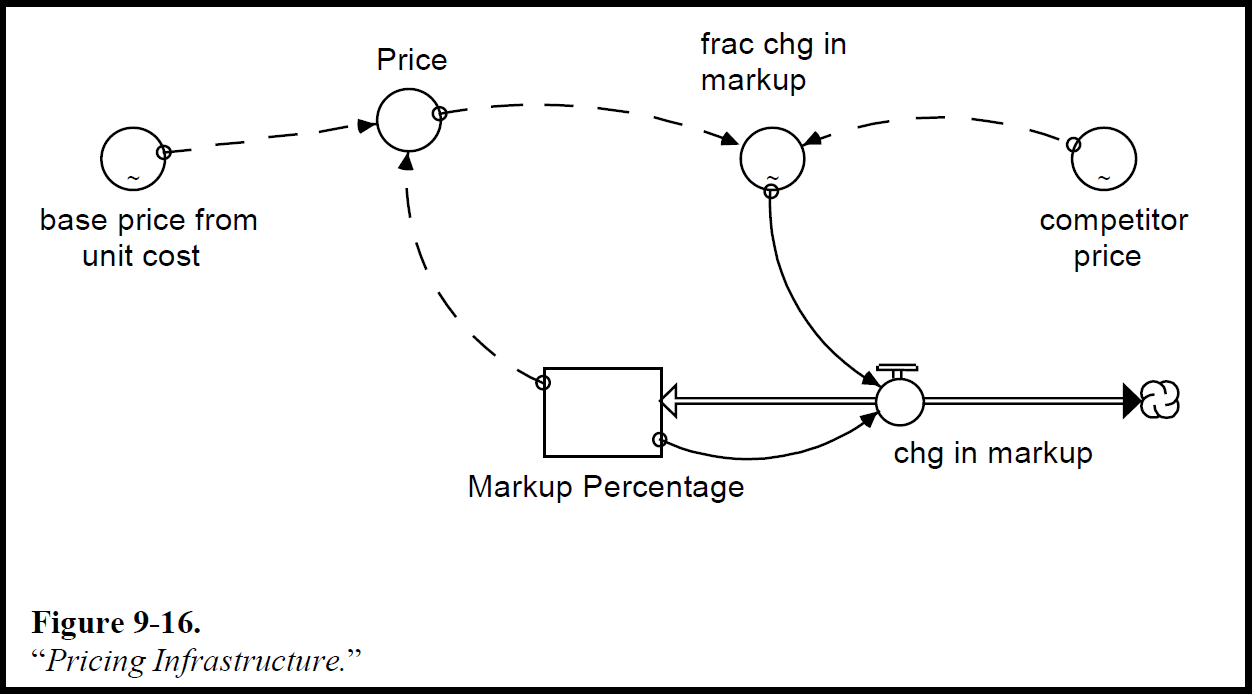 Price
frac chg in
markup
~
~
~
base price from
unit cost
competitor
price
chg in markup
Markup Percentage
Figure 9-16.
“Pricing Infrastructure.”